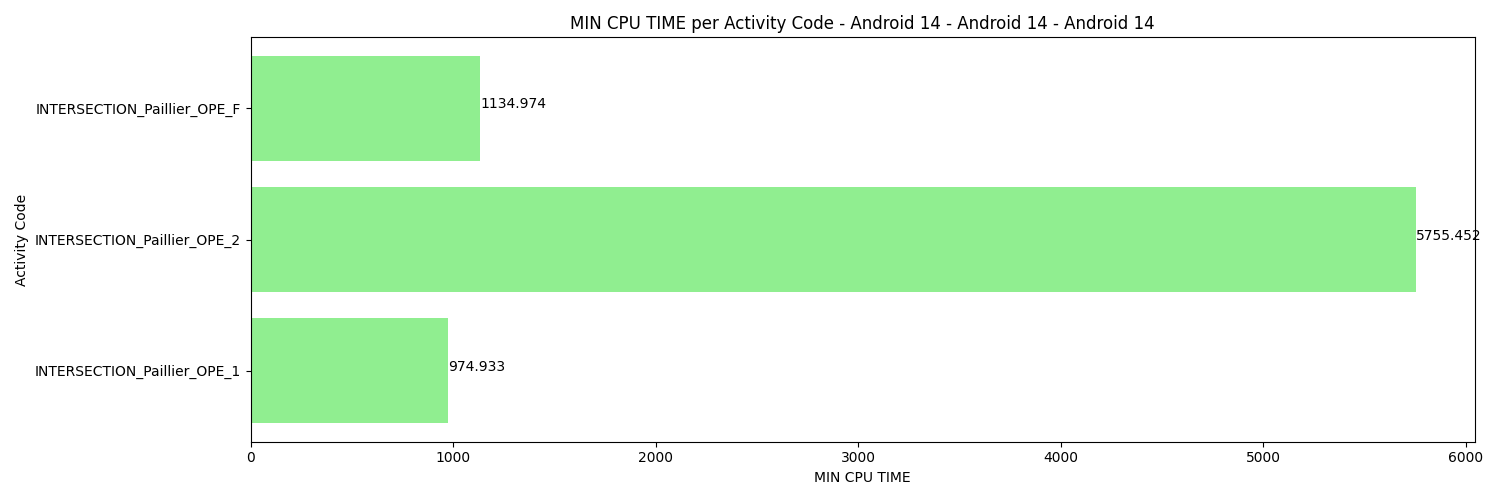 MIN CPU TIME per Activity Code - Android 14 - Android 14 - Android 14
INTERSECTION_Paillier_OPE_F
1134.974
INTERSECTION_Paillier_OPE_2
5755.452
INTERSECTION_Paillier_OPE_1
974.933
Activity Code
0 1000 2000 3000 4000 5000 6000
MIN CPU TIME